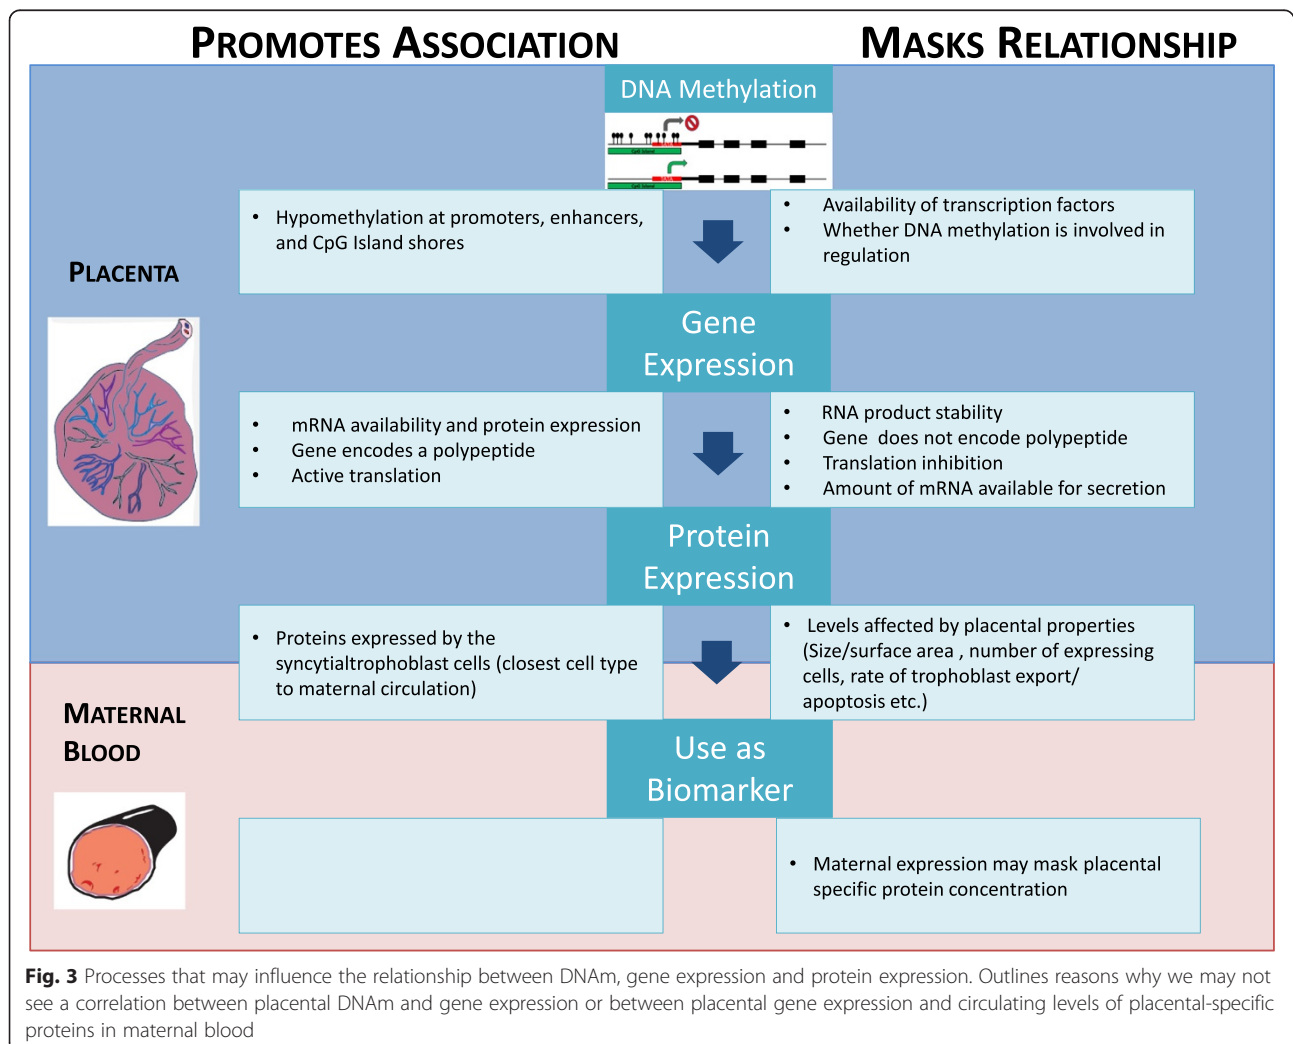 PROMOTES ASSOCIATION
MASKS RELATIONSHIP
DNA Methylation
TATA
CpG Island
TATA
CpG Island
• Hypomethylation at promoters, enhancers,
and CpG Island shores
• Availability of transcription factors
• Whether DNA methylation is involved in
regulation
PLACENTA
Gene
Expression
• mRNA availability and protein expression
• Gene encodes a polypeptide
• Active translation
• RNA product stability
• Gene does not encode polypeptide
• Translation inhibition
• Amount of mRNA available for secretion
Protein
Expression
• Proteins expressed by the
syncytialtrophoblast cells (closest cell type
to maternal circulation)
• Levels affected by placental properties
(Size/surface area , number of expressing
cells, rate of trophoblast export/
apoptosis etc.)
MATERNAL
BLOOD
Use as
Biomarker
• Maternal expression may mask placental
specific protein concentration
Fig. 3 Processes that may influence the relationship between DNAm, gene expression and protein expression. Outlines reasons why we may not
see a correlation between placental DNAm and gene expression or between placental gene expression and circulating levels of placental-specific
proteins in maternal blood